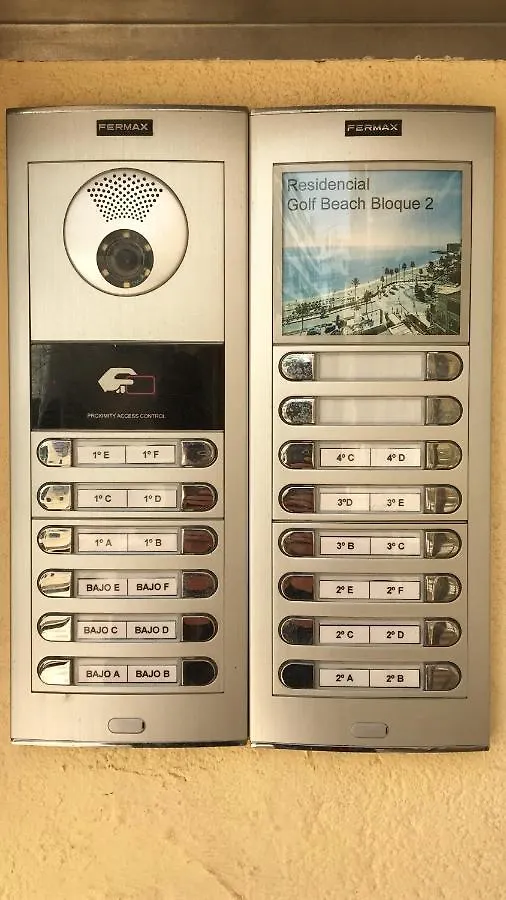 FERMAX
PROXIMITY ACCESS CONTROL
1º E 1º F
1º C 1º D
1º A 1º B
BAJO E BAJO F
BAJO C BAJO D
BAJO A BAJO B
FERMAX
Residencial
Golf Beach Bloque 2
4º C 4º D
3ºD 3º E
3º B 3º C
2º E 2º F
2º C 2º D
2º A 2º B